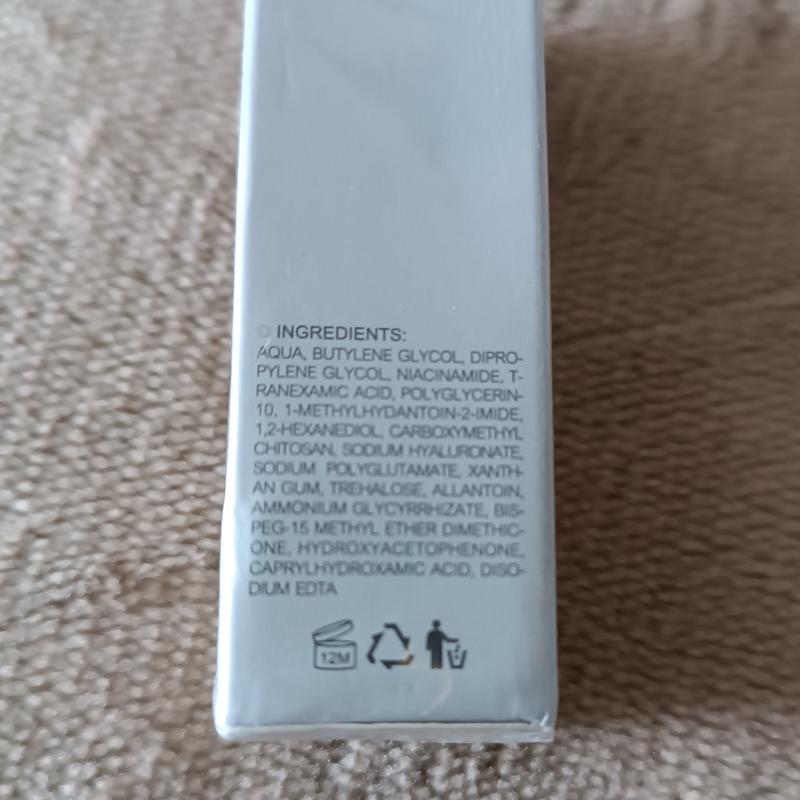 INGREDIENTS:
AQUA, BUTYLENE GLYCOL, DIPRO-
PYLENE GLYCOL, NIACINAMIDE, T-
RANEXAMIC ACID, POLYGLYCERIN-
10, 1-METHYLHYDANTOIN-2-IMIDE,
1,2-HEXANEDIOL, CARBOXYMETHYL
CHITOSAN, SODIUM HYALURONATE,
SODIUM POLYGLUTAMATE, XANTH-
AN GUM, TREHALOSE, ALLANTOIN,
AMMONIUM GLYCYRRHIZATE, BIS-
PEG-15 METHYL ETHER DIMETHIC-
ONE, HYDROXYACETOPHENONE,
CAPRYLHYDROXAMIC ACID, DISO-
DIUM EDTA
12M